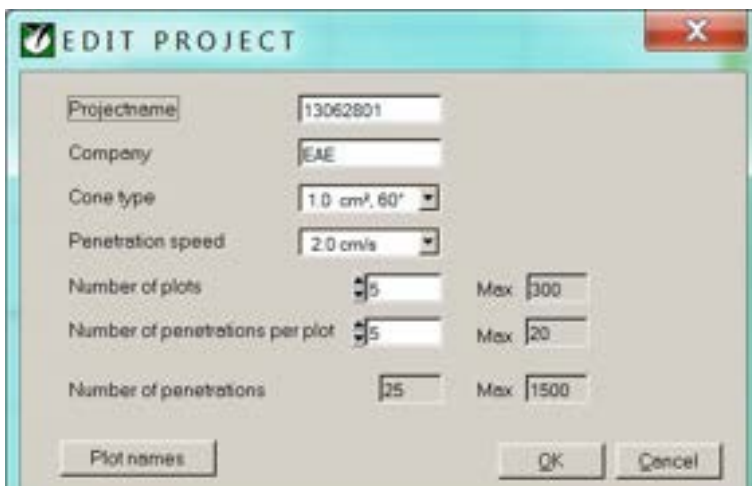 EDIT PROJECT
Projectname 13062801
Company EAE
Cone type 1.0 cm², 60°
Penetration speed 2.0 cm/s
Number of plots 5 Max 300
Number of penetrations per plot 5 Max 20
Number of penetrations 25 Max 1500
Plot names OK Cancel